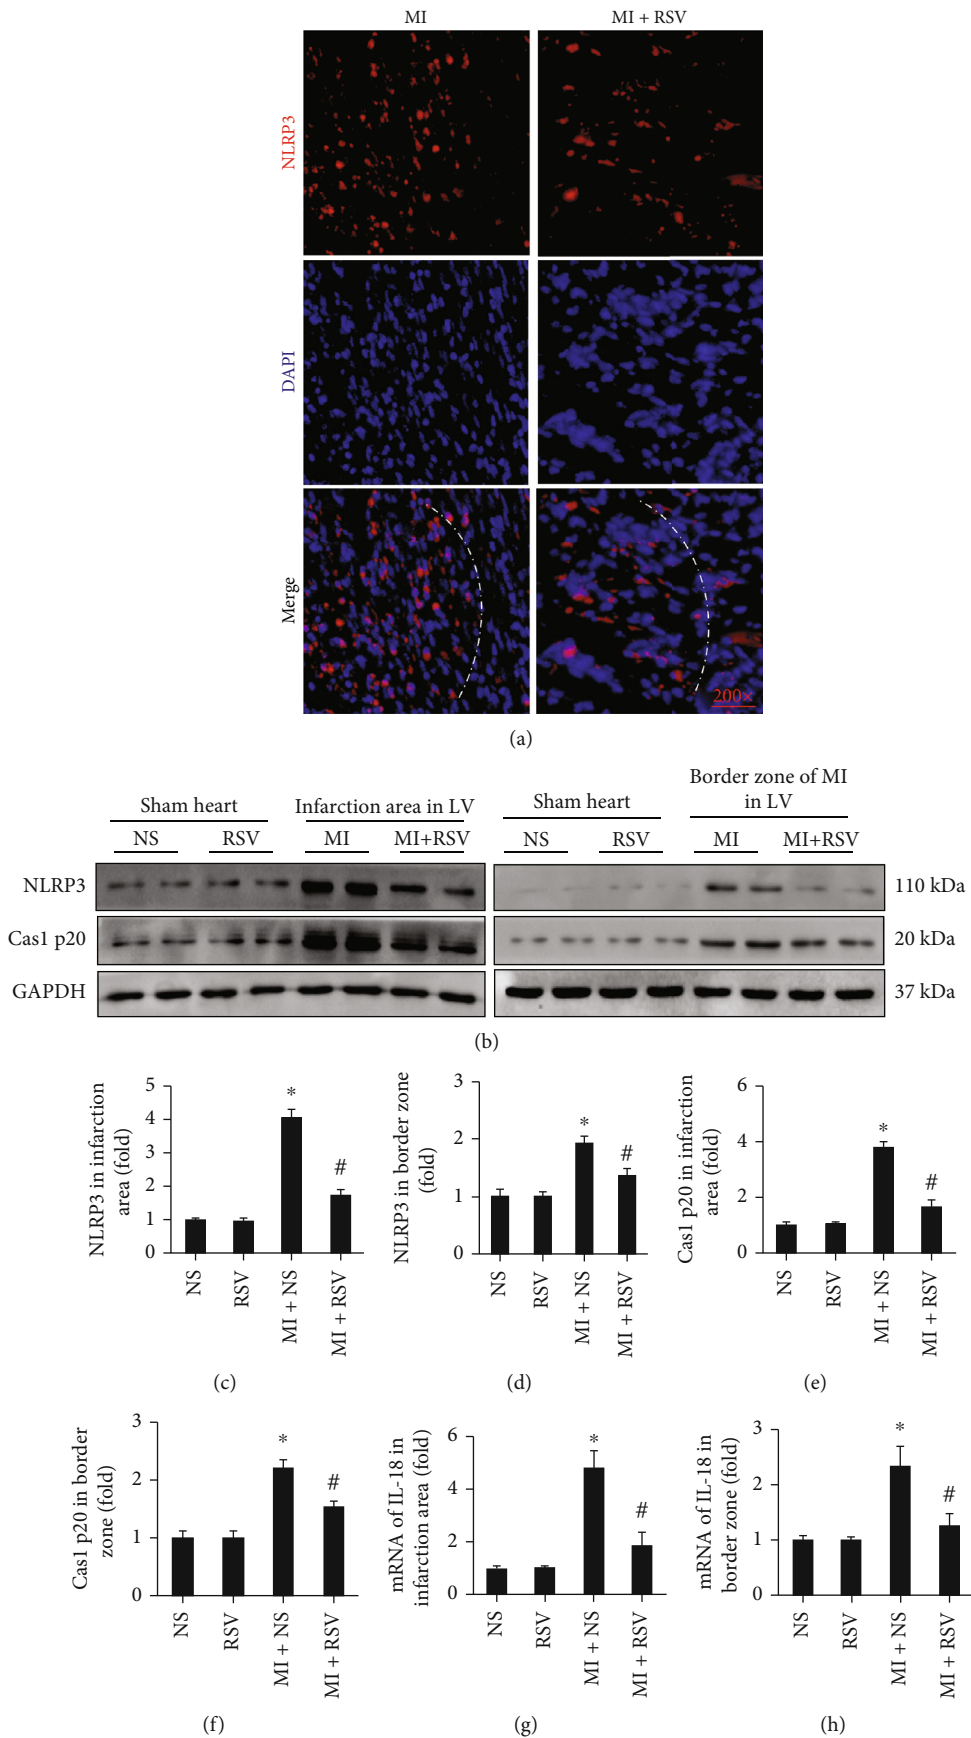 MI
MI + RSV
NLRP3
DAPI
Merge
200×
(a)
Sham heart
Infarction area in LV
NS
RSV
MI
MI+RSV
Sham heart
Border zone of MI
in LV
NS
RSV
MI
MI+RSV
NLRP3
110 kDa
Cas1 p20
20 kDa
GAPDH
37 kDa
(b)
NLRP3 in infarction
area (fold)
5
4
3
2
1
0
*
#
NS
RSV
MI + NS
MI + RSV
(c)
NLRP3 in border zone
(fold)
3
2
1
0
*
#
NS
RSV
MI + NS
MI + RSV
(d)
Cas1 p20 in infarction
area (fold)
6
4
2
0
*
#
NS
RSV
MI + NS
MI + RSV
(e)
Cas1 p20 in border
zone (fold)
3
2
1
0
*
#
NS
RSV
MI + NS
MI + RSV
(f)
mRNA of IL-18 in
infarction area (fold)
6
4
2
0
*
#
NS
RSV
MI + NS
MI + RSV
(g)
mRNA of IL-18 in
border zone (fold)
3
2
1
0
*
#
NS
RSV
MI + NS
MI + RSV
(h)